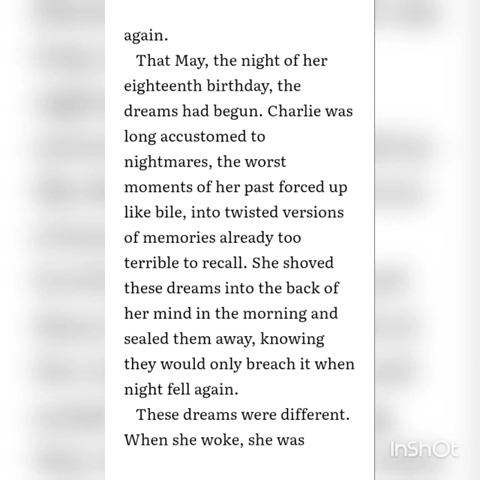 again.
That May, the night of her
eighteenth birthday, the
dreams had begun. Charlie was
long accustomed to
nightmares, the worst
moments of her past forced up
like bile, into twisted versions
of memories already too
terrible to recall. She shoved
these dreams into the back of
her mind in the morning and
sealed them away, knowing
they would only breach it when
night fell again.
These dreams were different.
When she woke, she was
InShOt